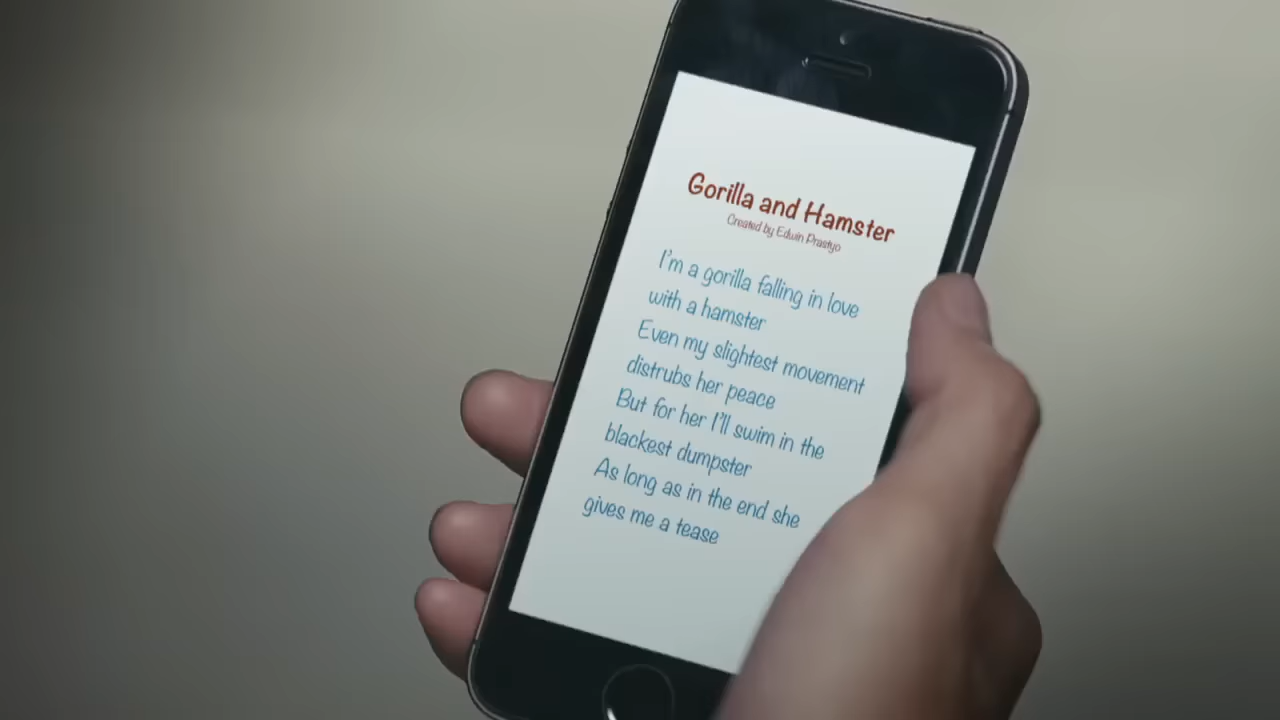 Gorilla and Hamster
Created by Edwin Prastyo
I'm a gorilla falling in love
with a hamster
Even my slightest movement
distrubs her peace
But for her I'll swim in the
blackest dumpster
As long as in the end she
gives me a tease